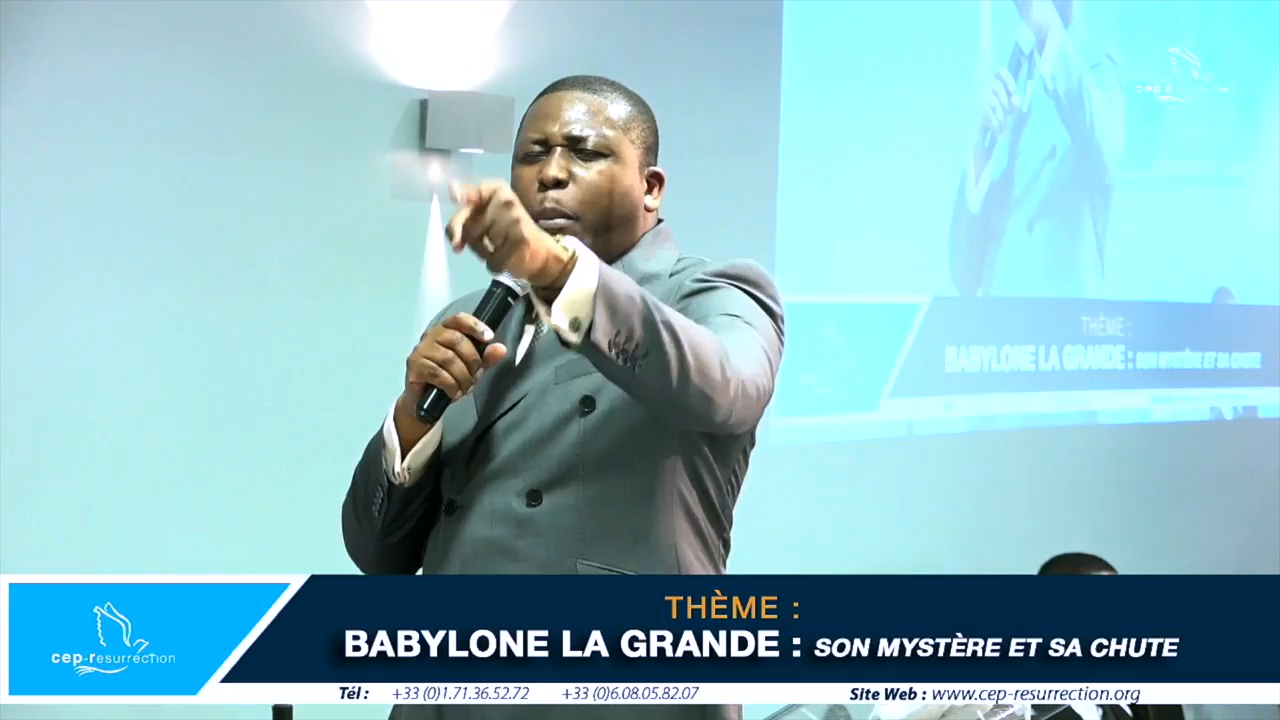 THÈME :
BABYLONE LA GRANDE : SON MYSTÈRE ET SA CHUTE
THÈME :
BABYLONE LA GRANDE : SON MYSTÈRE ET SA CHUTE
cep-resurrection
Tél : +33 (0)1.71.36.52.72 +33 (0)6.08.05.82.07 Site Web : www.cep-resurrection.org